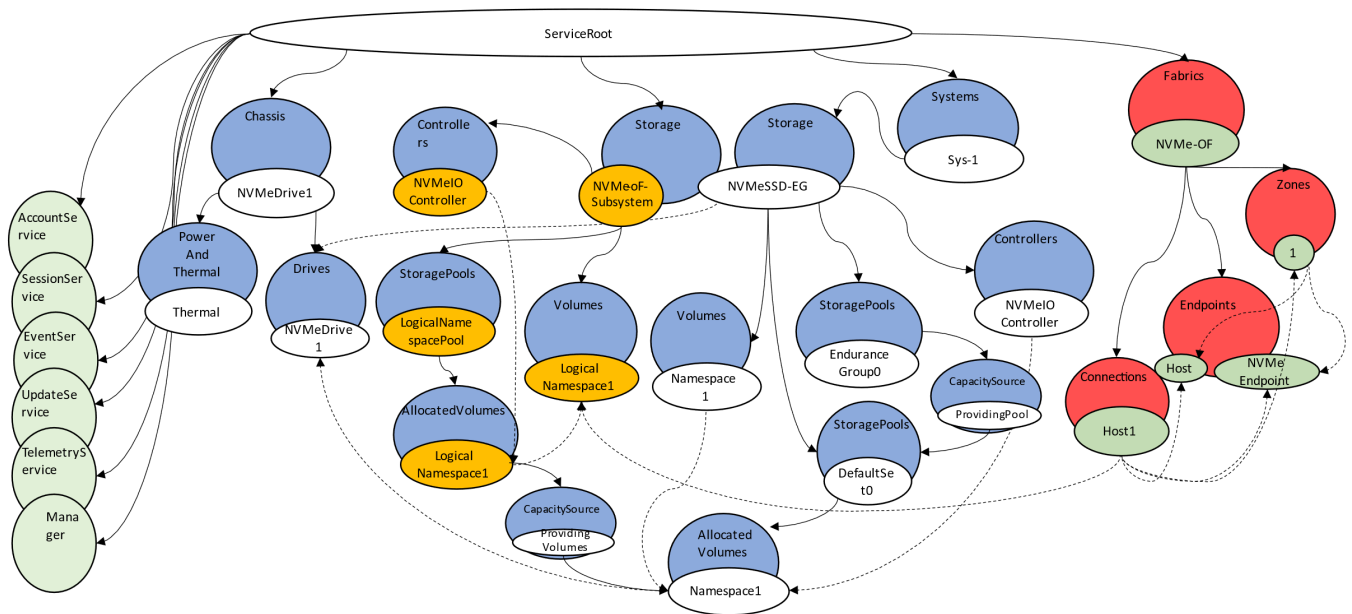 ServiceRoot
Fabrics
NVMe-OF
Systems
Sys-1
Chassis
NVMeDrive1
Controlle
rs
NVMeIO
Controller
Storage
NVMeoF-
Subsystem
Storage
NVMeSSD-EG
Zones
1
AccountSe
rvice
SessionSer
vice
EventServi
ce
UpdateSe
rvice
TelemetryS
ervice
Mana
ger
Power
And
Thermal
Thermal
Drives
NVMeDrive
1
StoragePools
LogicalName
spacePool
Volumes
Logical
Namespace1
Volumes
Namespace
1
StoragePools
Endurance
Group0
Controllers
NVMeIO
Controller
Endpoints
Host
NVMe
Endpoint
Connections
Host1
AllocatedVolumes
Logical
Namespace1
CapacitySource
ProvidingPool
StoragePools
DefaultSe
t0
CapacitySource
Providing
Volumes
Allocated
Volumes
Namespace1